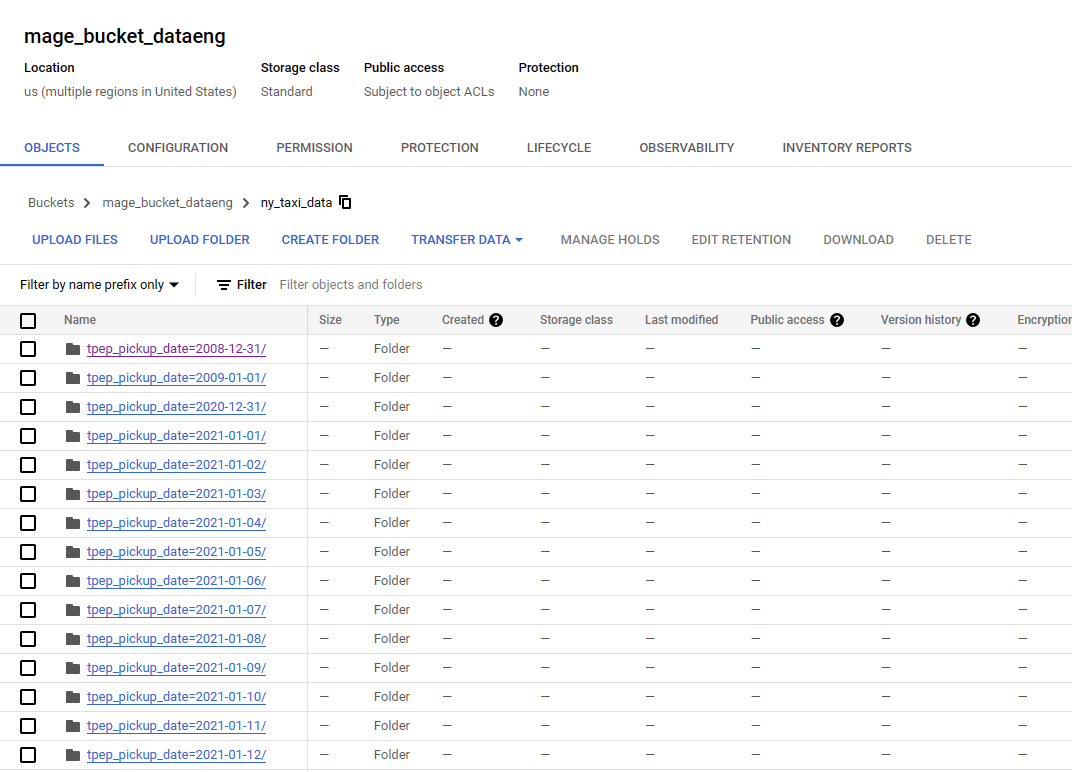 mage_bucket_dataeng
Location Storage class Public access Protection
us (multiple regions in United States) Standard Subject to object ACLs None
OBJECTS CONFIGURATION PERMISSION PROTECTION LIFECYCLE OBSERVABILITY INVENTORY REPORTS
Buckets > mage_bucket_dataeng > ny_taxi_data
UPLOAD FILES UPLOAD FOLDER CREATE FOLDER TRANSFER DATA MANAGE HOLDS EDIT RETENTION DOWNLOAD DELETE
Filter by name prefix only Filter Filter objects and folders
Name Size Type Created ? Storage class Last modified Public access ? Version history ? Encryption
tpep_pickup_date=2008-12-31/ — Folder — — — — — —
tpep_pickup_date=2009-01-01/ — Folder — — — — — —
tpep_pickup_date=2020-12-31/ — Folder — — — — — —
tpep_pickup_date=2021-01-01/ — Folder — — — — — —
tpep_pickup_date=2021-01-02/ — Folder — — — — — —
tpep_pickup_date=2021-01-03/ — Folder — — — — — —
tpep_pickup_date=2021-01-04/ — Folder — — — — — —
tpep_pickup_date=2021-01-05/ — Folder — — — — — —
tpep_pickup_date=2021-01-06/ — Folder — — — — — —
tpep_pickup_date=2021-01-07/ — Folder — — — — — —
tpep_pickup_date=2021-01-08/ — Folder — — — — — —
tpep_pickup_date=2021-01-09/ — Folder — — — — — —
tpep_pickup_date=2021-01-10/ — Folder — — — — — —
tpep_pickup_date=2021-01-11/ — Folder — — — — — —
tpep_pickup_date=2021-01-12/ — Folder — — — — — —